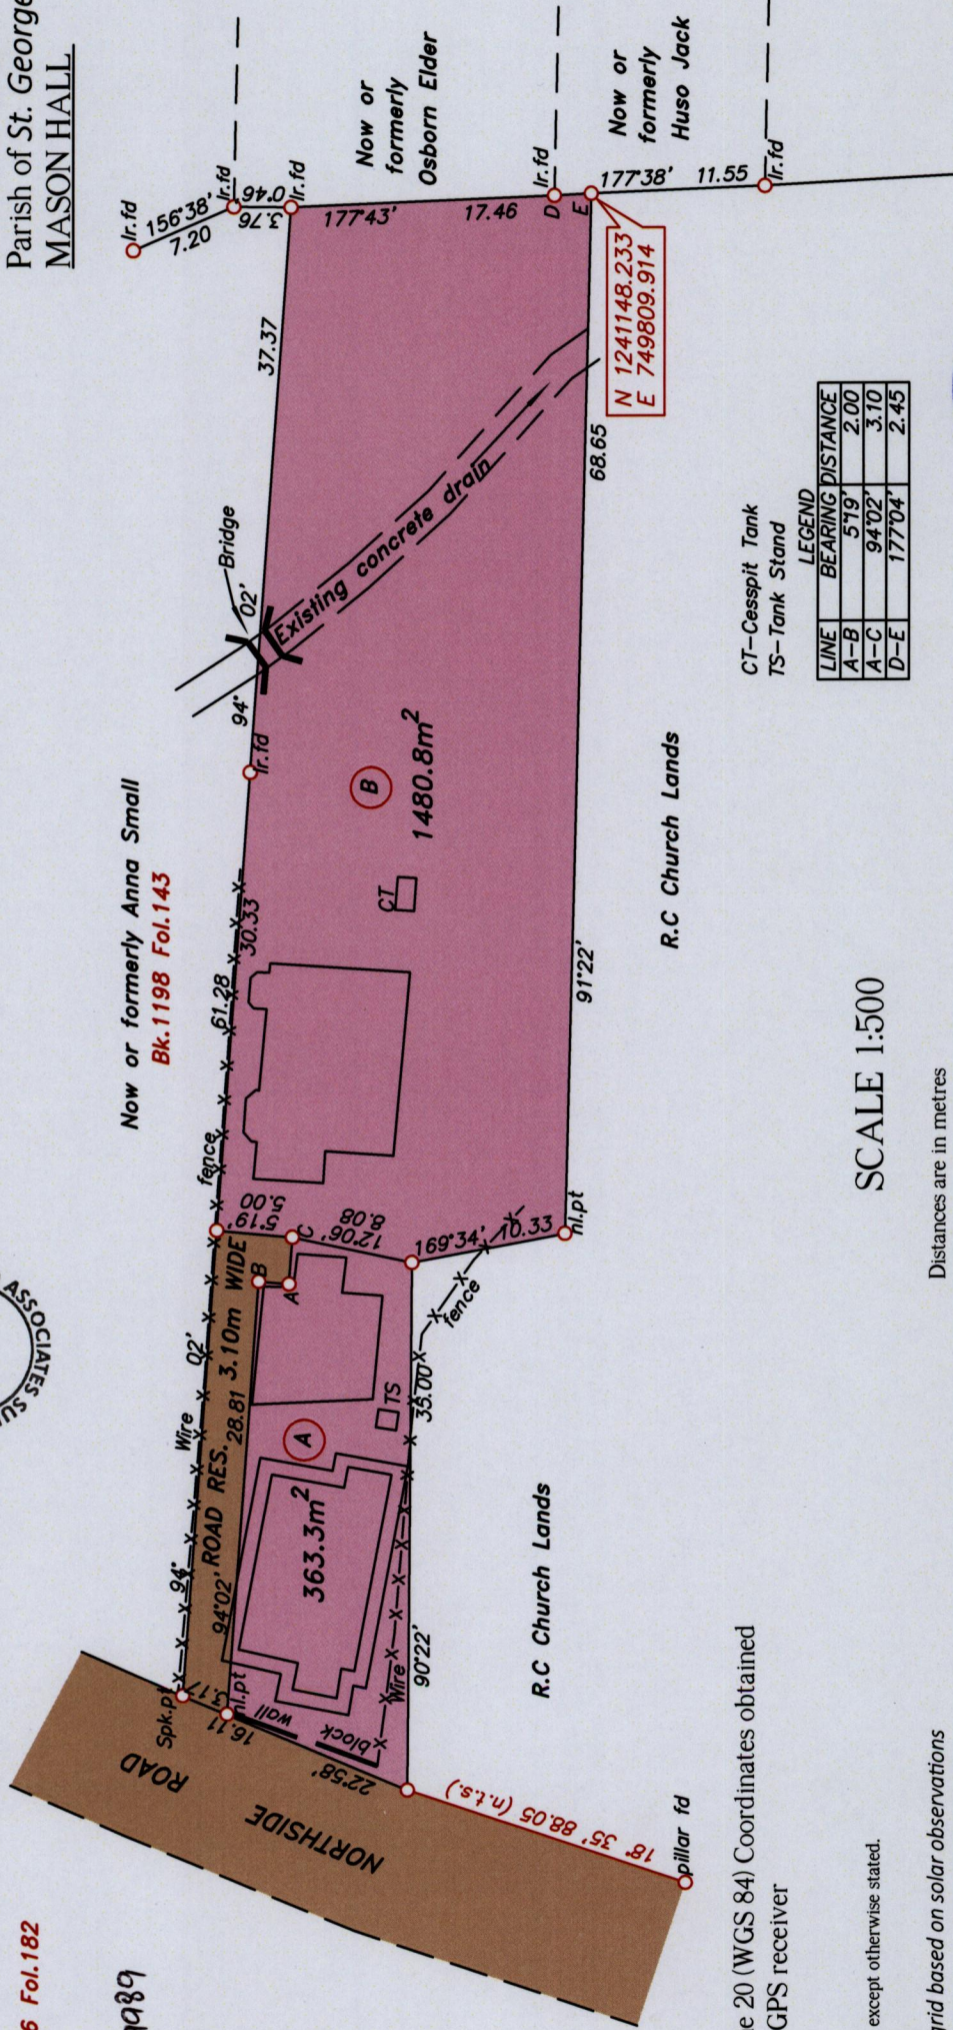 Parish of St. George
MASON HALL
6 Fol.182
989
ASSOCIATES SU
Now or formerly Anna Small
Bk.1198 Fol.143
Now or
formerly
Osborn Elder
Now or
formerly
Huso Jack
Ir.fd
156°38'
7.20
Ir.fd
0.46
3.76
Ir.fd
177°43'
17.46
Ir.fd
D
E
177°38'
11.55
Ir.fd
N 1241148.233
E 749809.914
37.37
Bridge
94° 02'
Existing concrete drain
68.65
Ir.fd
B
1480.8m²
CT
30.33
61.28
fence
91°22'
R.C Church Lands
5°19'
5.00
C
12°06'
8.08
169°34'
10.33
nl.pt
fence
B
A
Wire
94° 02'
94°02' ROAD RES. 28.81 3.10m WIDE
A
363.3m²
TS
35.00
Wire
90°22'
R.C Church Lands
Spk.pt
3.17
nl.pt
16.11
22°58'
block wall
NORTHSIDE ROAD
18° 35' 88.05 (n.t.s.)
pillar fd
CT-Cesspit Tank
TS-Tank Stand
LEGEND
LINE BEARING DISTANCE
A-B 5°19' 2.00
A-C 94°02' 3.10
D-E 177°04' 2.45
SCALE 1:500
Distances are in metres
e 20 (WGS 84) Coordinates obtained
GPS receiver
except otherwise stated.
grid based on solar observations